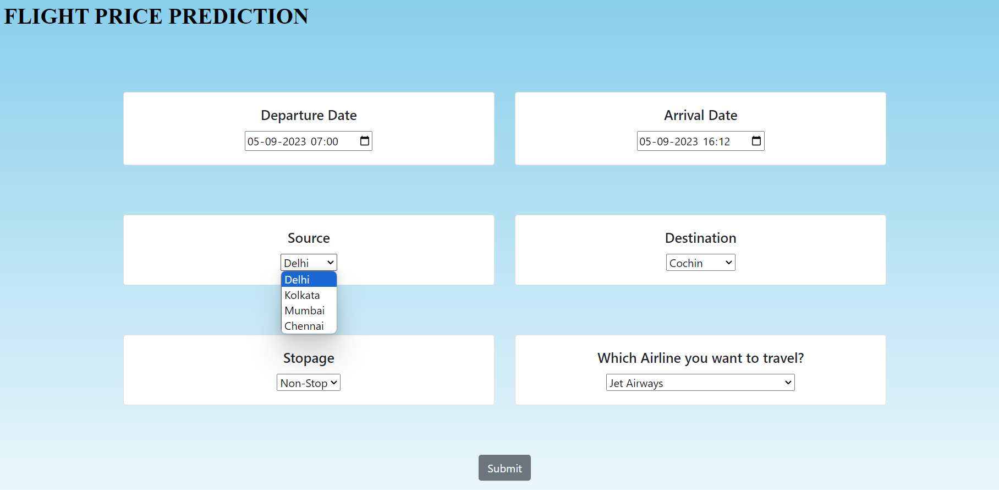 FLIGHT PRICE PREDICTION
Departure Date
05-09-2023 07:00
Arrival Date
05-09-2023 16:12
Source
Delhi
Delhi
Kolkata
Mumbai
Chennai
Destination
Cochin
Stopage
Non-Stop
Which Airline you want to travel?
Jet Airways
Submit